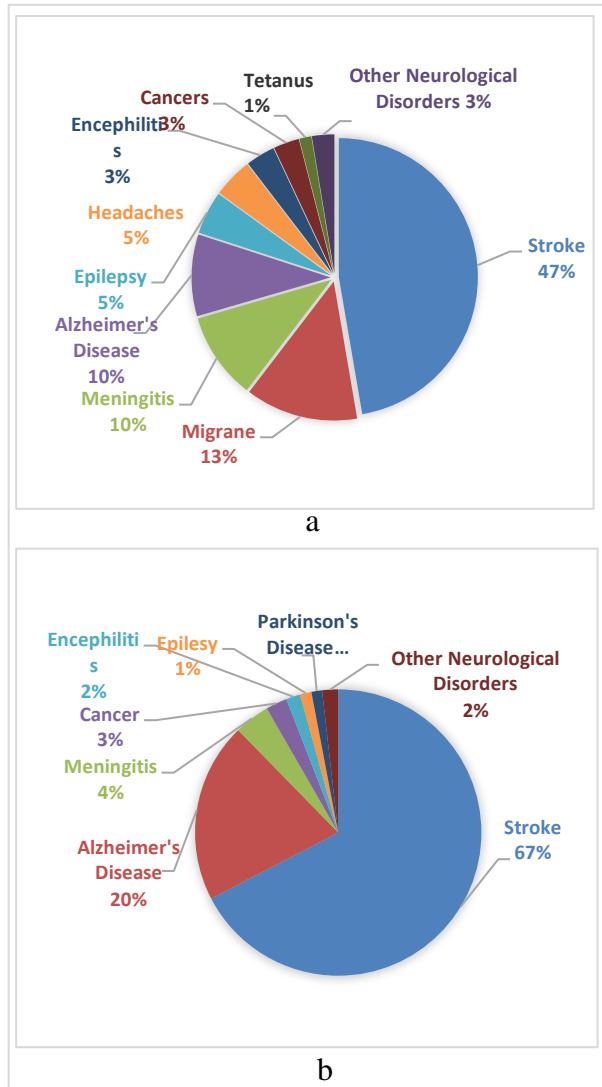 Tetanus
1%
Other Neurological
Disorders 3%
Cancers
3%
Encephiliti
s
3%
Headaches
5%
Stroke
47%
Epilepsy
5%
Alzheimer's
Disease
10%
Meningitis
10%
Migrane
13%
a
Parkinson's
Disease...
Encephiliti
s
2%
Epilesy
1%
Other Neurological
Disorders
2%
Cancer
3%
Meningitis
4%
Stroke
67%
Alzheimer's
Disease
20%
b